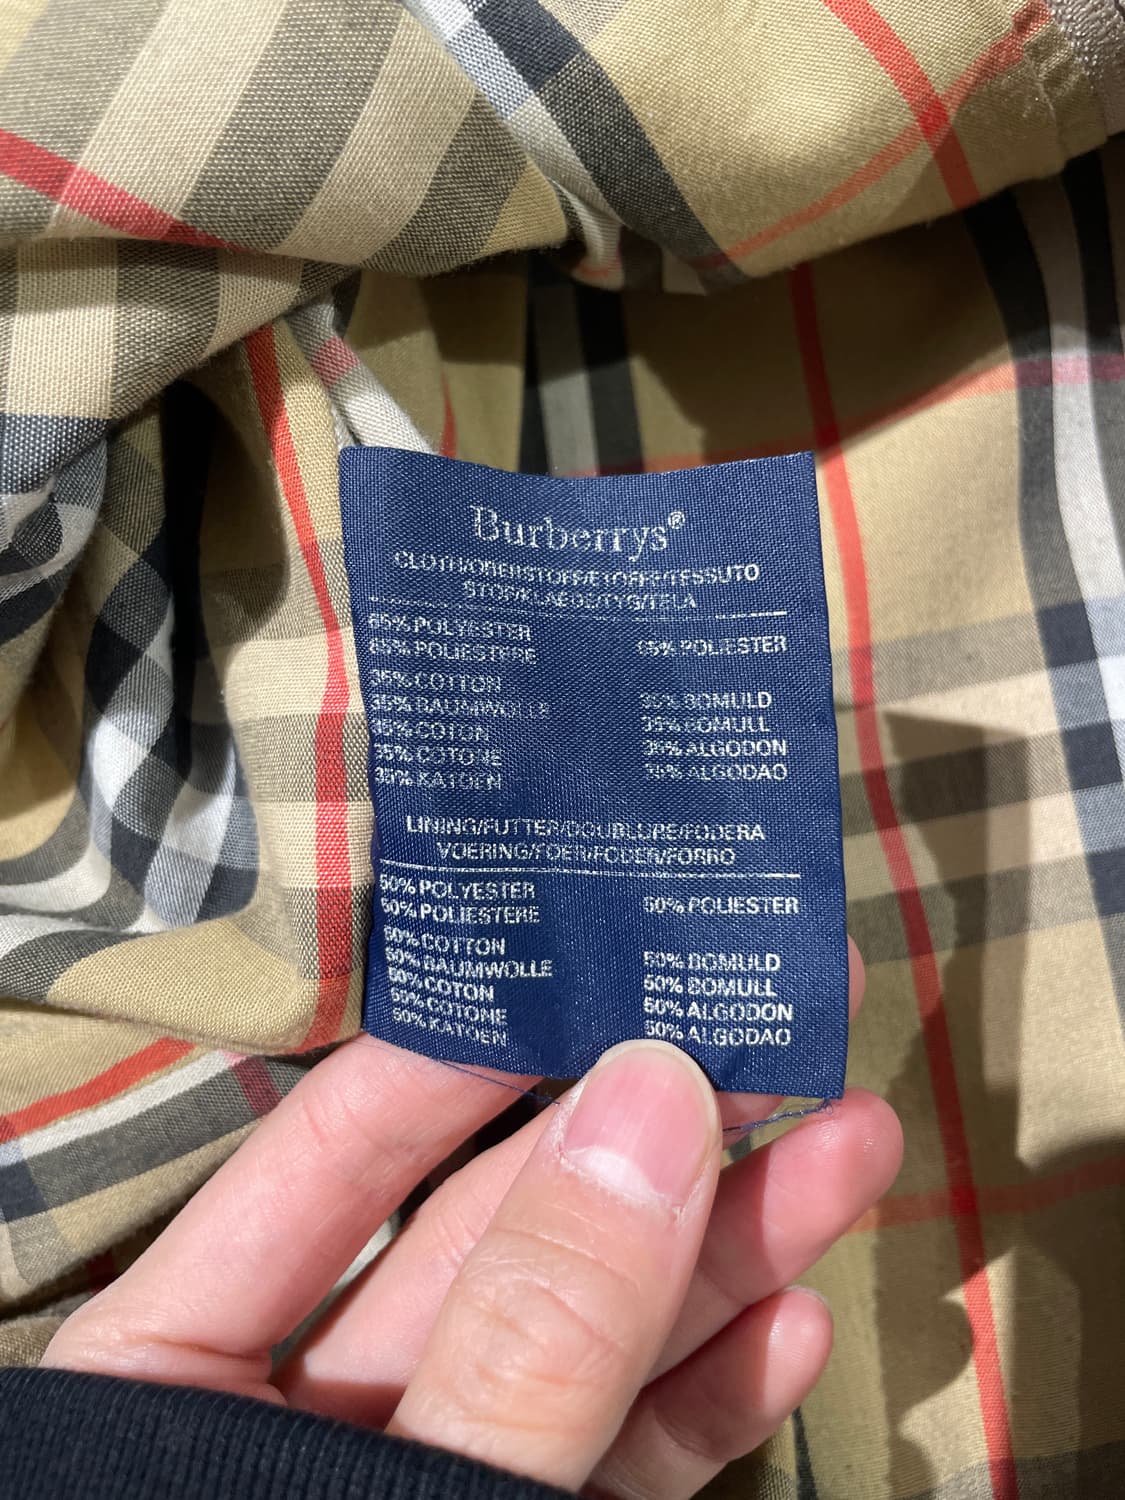 Burberrys®
CLOTH/OBERSTOFF/ETOFFE/TESSUTO
STOF/KLAEDE/TYG/TELA
65% POLYESTER
65% POLIESTERE 65% POLIESTER
35% COTTON
35% BAUMWOLLE 35% BOMULD
35% COTON 35% BOMULL
35% COTONE 35% ALGODON
35% KATOEN 35% ALGODAO
LINING/FUTTER/DOUBLURE/FODERA
VOERING/FOER/FODER/FORRO
50% POLYESTER
50% POLIESTERE 50% POLIESTER
50% COTTON
50% BAUMWOLLE 50% BOMULD
50% COTON 50% BOMULL
50% COTONE 50% ALGODON
50% KATOEN 50% ALGODAO